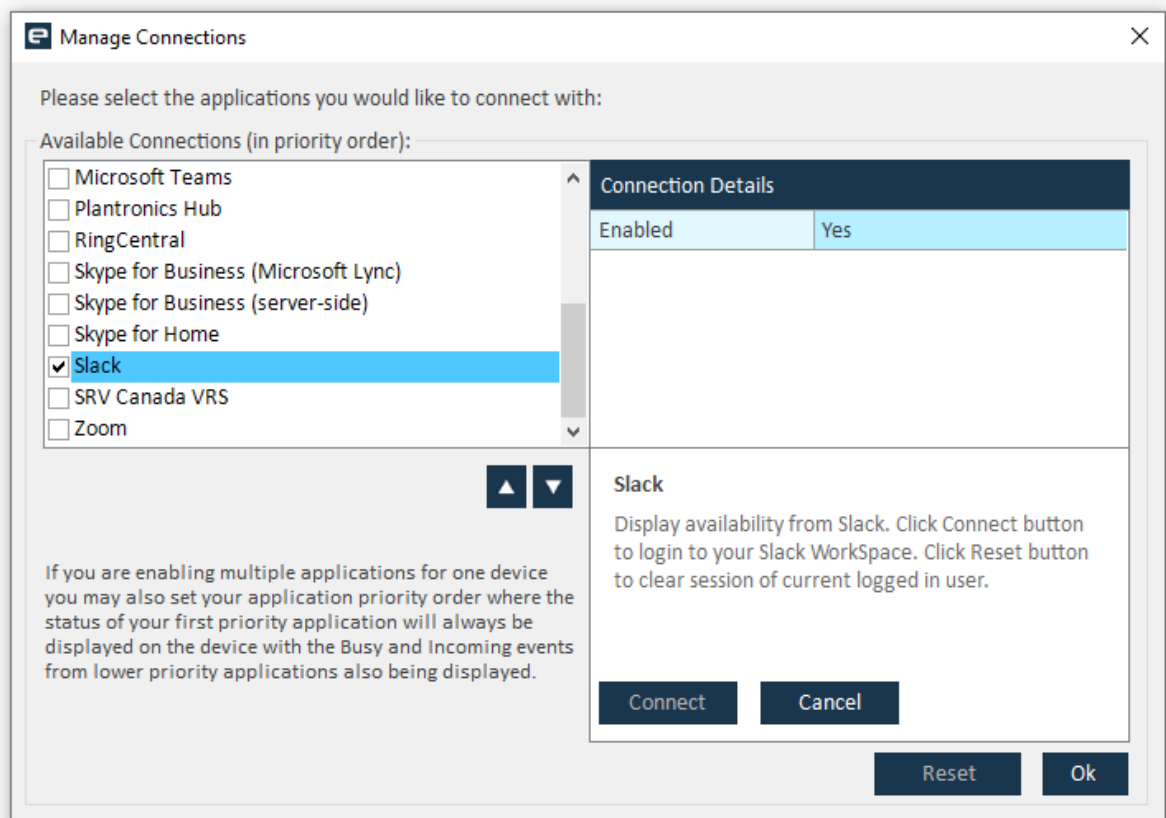 Manage Connections
Please select the applications you would like to connect with:
Available Connections (in priority order):
Microsoft Teams
Plantronics Hub
RingCentral
Skype for Business (Microsoft Lync)
Skype for Business (server-side)
Skype for Home
Slack
SRV Canada VRS
Zoom
Connection Details
Enabled Yes
If you are enabling multiple applications for one device
you may also set your application priority order where the
status of your first priority application will always be
displayed on the device with the Busy and Incoming events
from lower priority applications also being displayed.
Slack
Display availability from Slack. Click Connect button
to login to your Slack WorkSpace. Click Reset button
to clear session of current logged in user.
Connect Cancel
Reset Ok